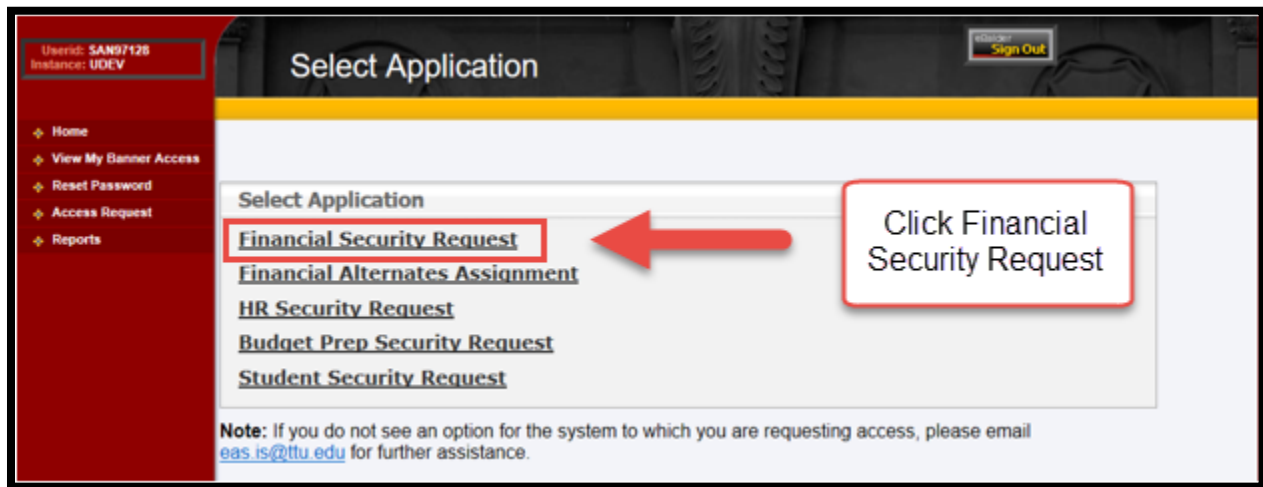 Userid: SAN97128
Instance: UDEV
Select Application
eRaider
Sign Out
Home
View My Banner Access
Reset Password
Access Request
Reports
Select Application
Financial Security Request
Financial Alternates Assignment
HR Security Request
Budget Prep Security Request
Student Security Request
Click Financial
Security Request
Note: If you do not see an option for the system to which you are requesting access, please email
eas.is@ttu.edu for further assistance.